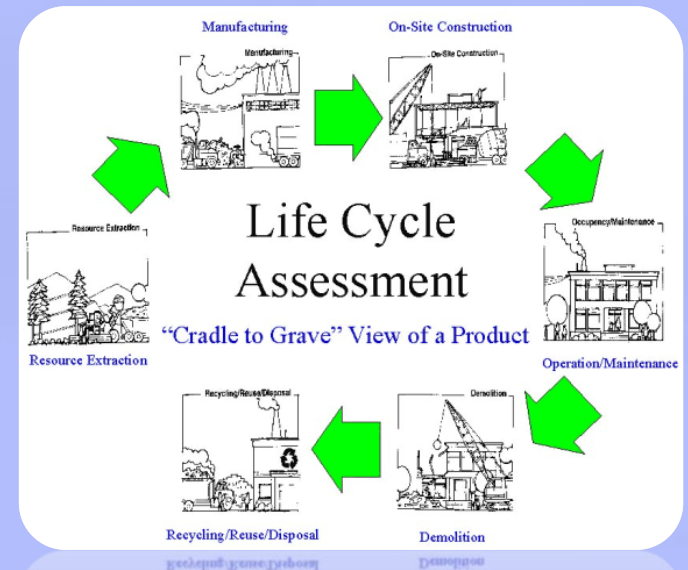 Manufacturing
On-Site Construction
Manufacturing
On-Site Construction
Life Cycle
Assessment
"Cradle to Grave" View of a Product
Resource Extraction
Resource Extraction
Occupency/Maintenance
Operation/Maintenance
Recycling/Reuse/Disposal
Demolition
Recycling/Reuse/Disposal
Demolition